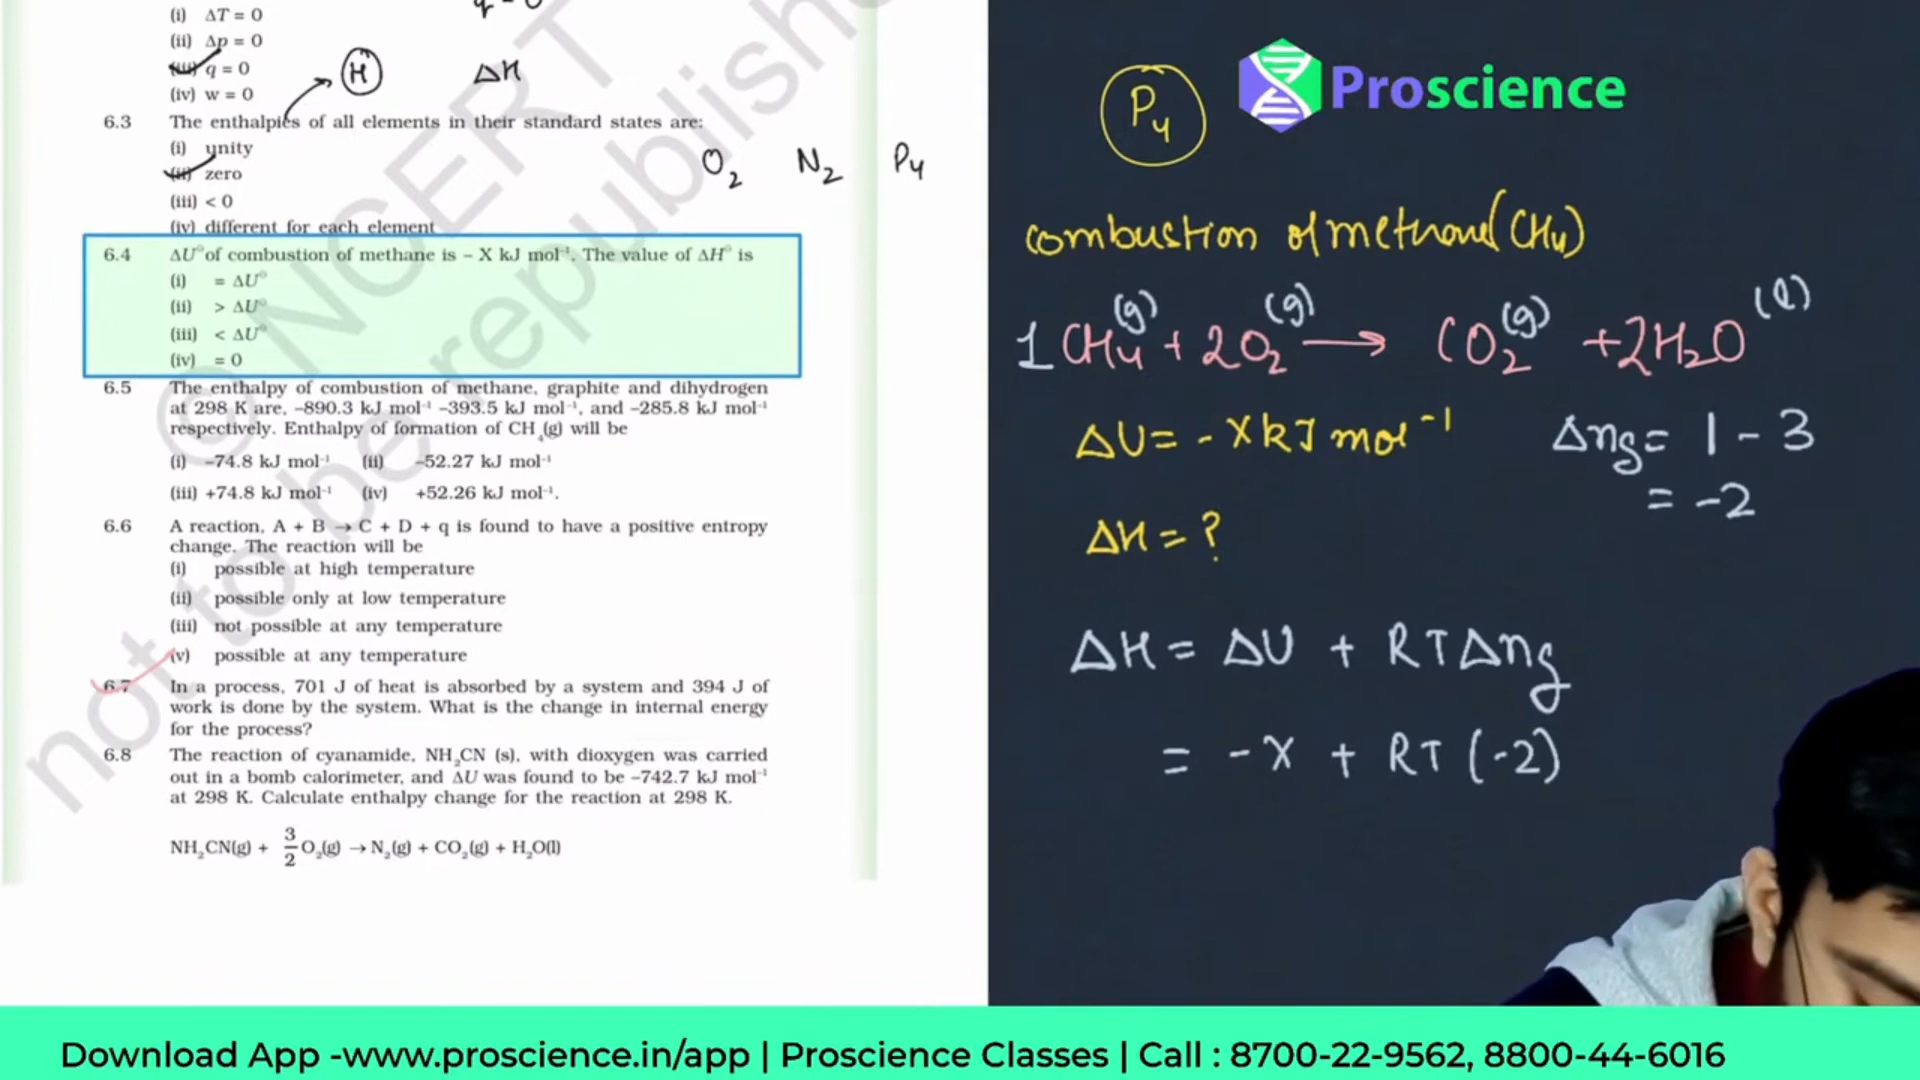 (i) ΔT = 0
(ii) Δp = 0
q = 0
(iv) w = 0
H
ΔH
6.3 The enthalpies of all elements in their standard states are:
(i) unity
(ii) zero
(iii) < 0
(iv) different for each element
O₂ N₂ P₄
6.4 ΔU° of combustion of methane is – X kJ mol⁻¹. The value of ΔH° is
(i) = ΔU°
(ii) > ΔU°
(iii) < ΔU°
(iv) = 0
6.5 The enthalpy of combustion of methane, graphite and dihydrogen
at 298 K are, –890.3 kJ mol⁻¹ –393.5 kJ mol⁻¹, and –285.8 kJ mol⁻¹
respectively. Enthalpy of formation of CH₄(g) will be
(i) –74.8 kJ mol⁻¹ (ii) –52.27 kJ mol⁻¹
(iii) +74.8 kJ mol⁻¹ (iv) +52.26 kJ mol⁻¹.
6.6 A reaction, A + B → C + D + q is found to have a positive entropy
change. The reaction will be
(i) possible at high temperature
(ii) possible only at low temperature
(iii) not possible at any temperature
(v) possible at any temperature
6.7 In a process, 701 J of heat is absorbed by a system and 394 J of
work is done by the system. What is the change in internal energy
for the process?
6.8 The reaction of cyanamide, NH₂CN (s), with dioxygen was carried
out in a bomb calorimeter, and ΔU was found to be –742.7 kJ mol⁻¹
at 298 K. Calculate enthalpy change for the reaction at 298 K.
NH₂CN(g) + 3/2 O₂(g) → N₂(g) + CO₂(g) + H₂O(l)
© NCERT
not to be republish
P₄
Proscience
combustion of methane (CH₄)
1 CH₄ (g) + 2O₂ (g) → CO₂ (g) + 2H₂O (l)
ΔU = - X kJ mol⁻¹
Δng = 1 - 3
= -2
ΔH = ?
ΔH = ΔU + RTΔng
= -X + RT (-2)
Download App -www.proscience.in/app | Proscience Classes | Call : 8700-22-9562, 8800-44-6016